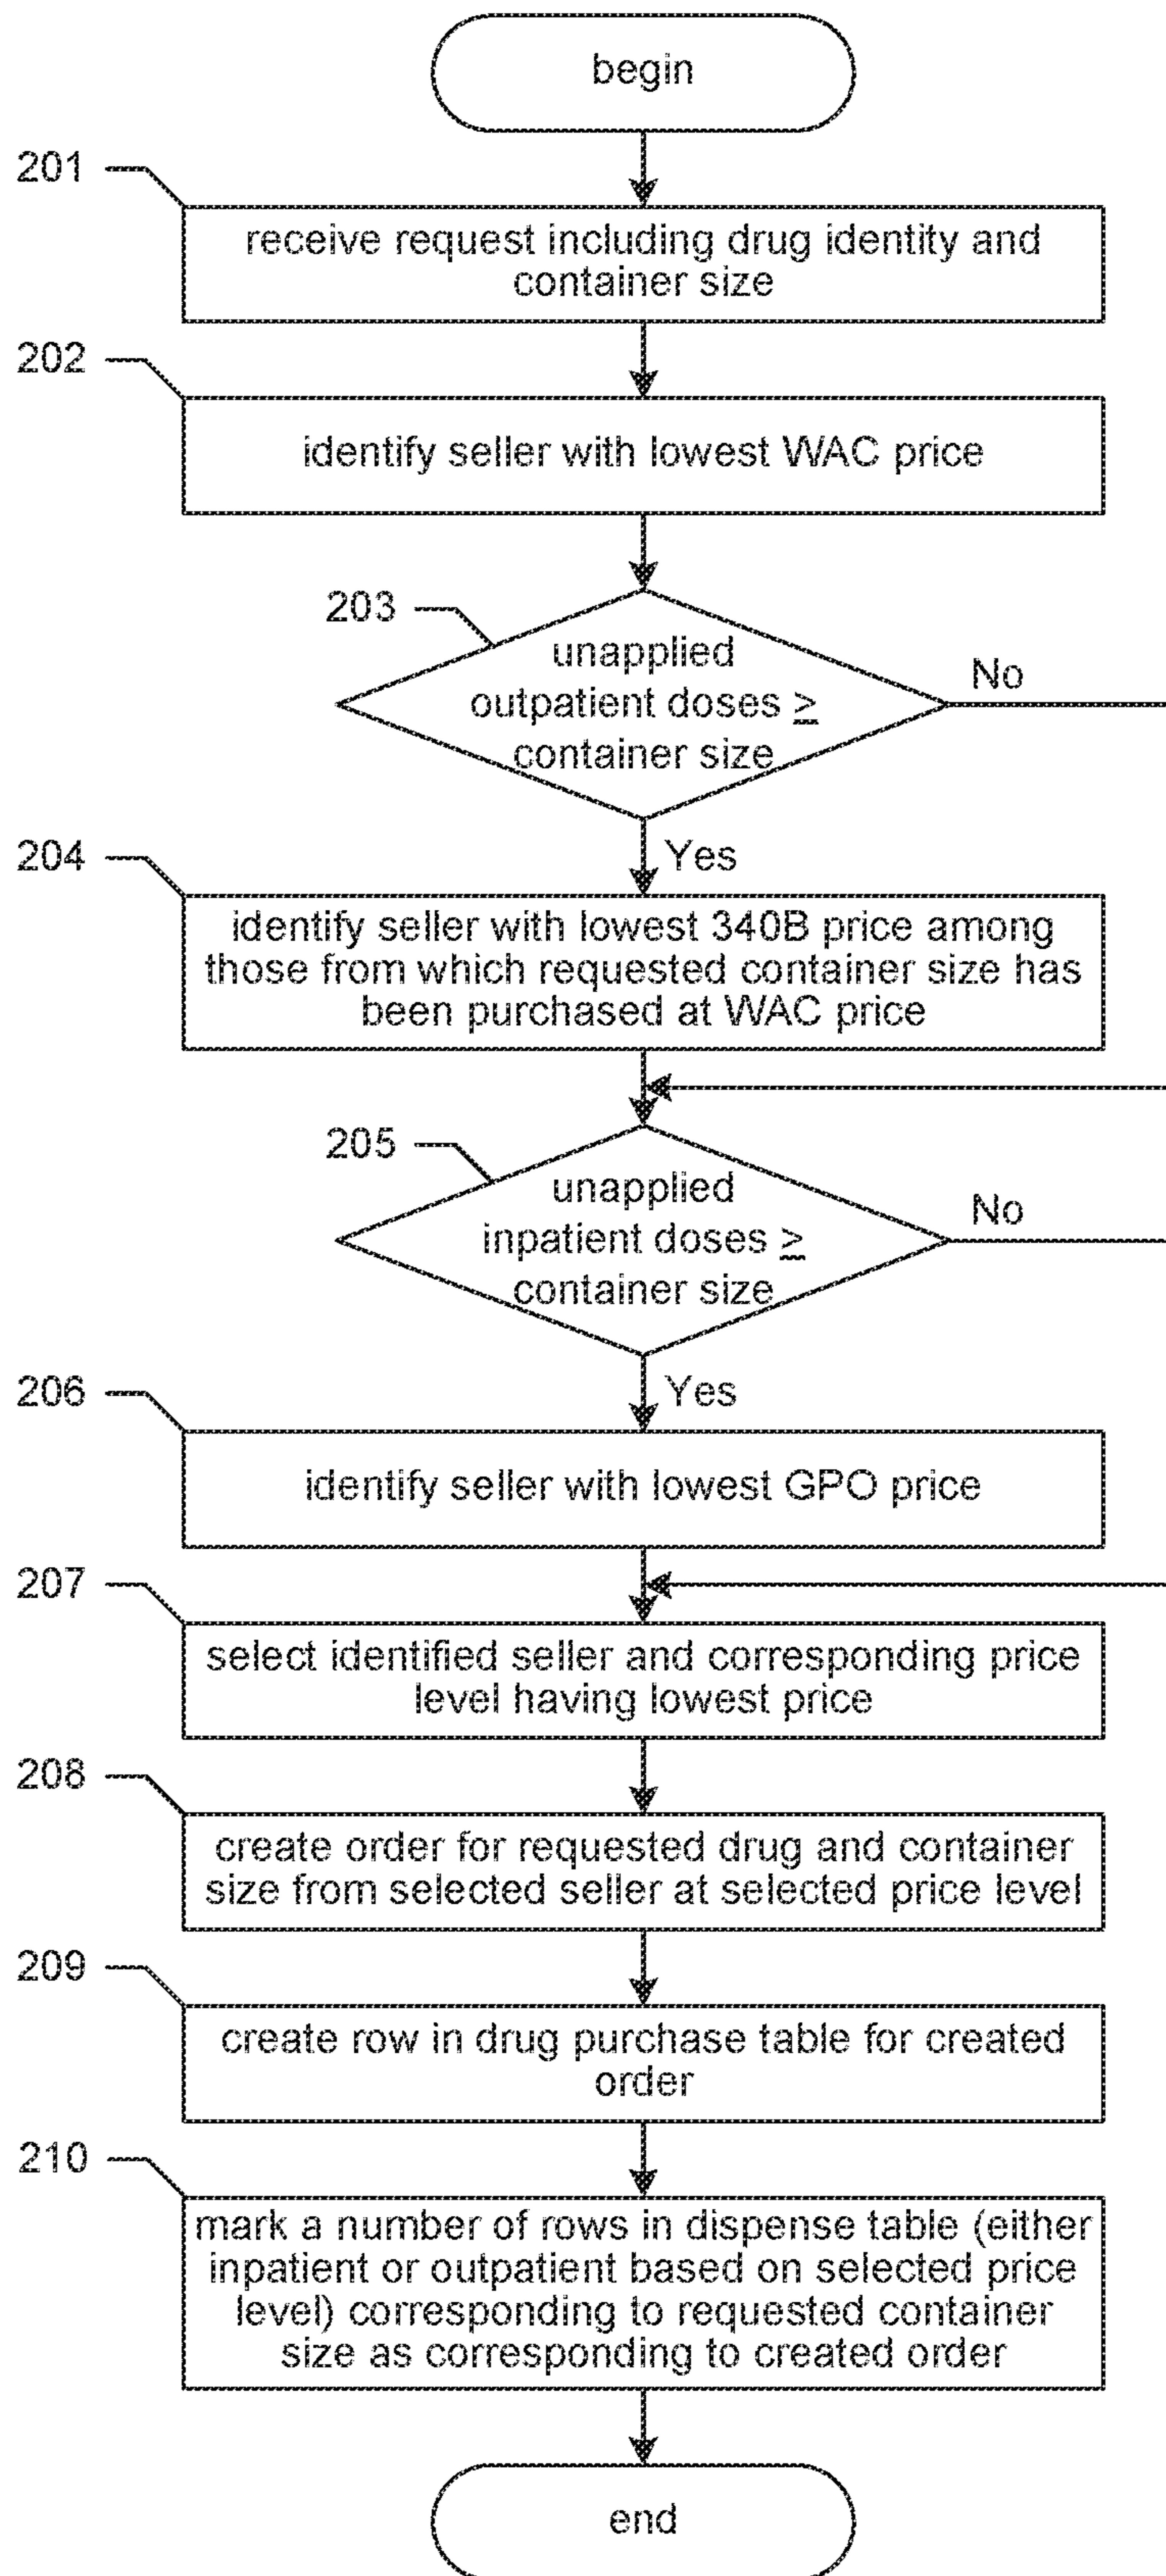 begin
201
receive request including drug identity and
container size
202
identify seller with lowest WAC price
203
unapplied
outpatient doses ≥
container size
No
Yes
204
identify seller with lowest 340B price among
those from which requested container size has
been purchased at WAC price
205
unapplied
inpatient doses ≥
container size
No
Yes
206
identify seller with lowest GPO price
207
select identified seller and corresponding price
level having lowest price
208
create order for requested drug and container
size from selected seller at selected price level
209
create row in drug purchase table for created
order
210
mark a number of rows in dispense table (either
inpatient or outpatient based on selected price
level) corresponding to requested container
size as corresponding to created order
end